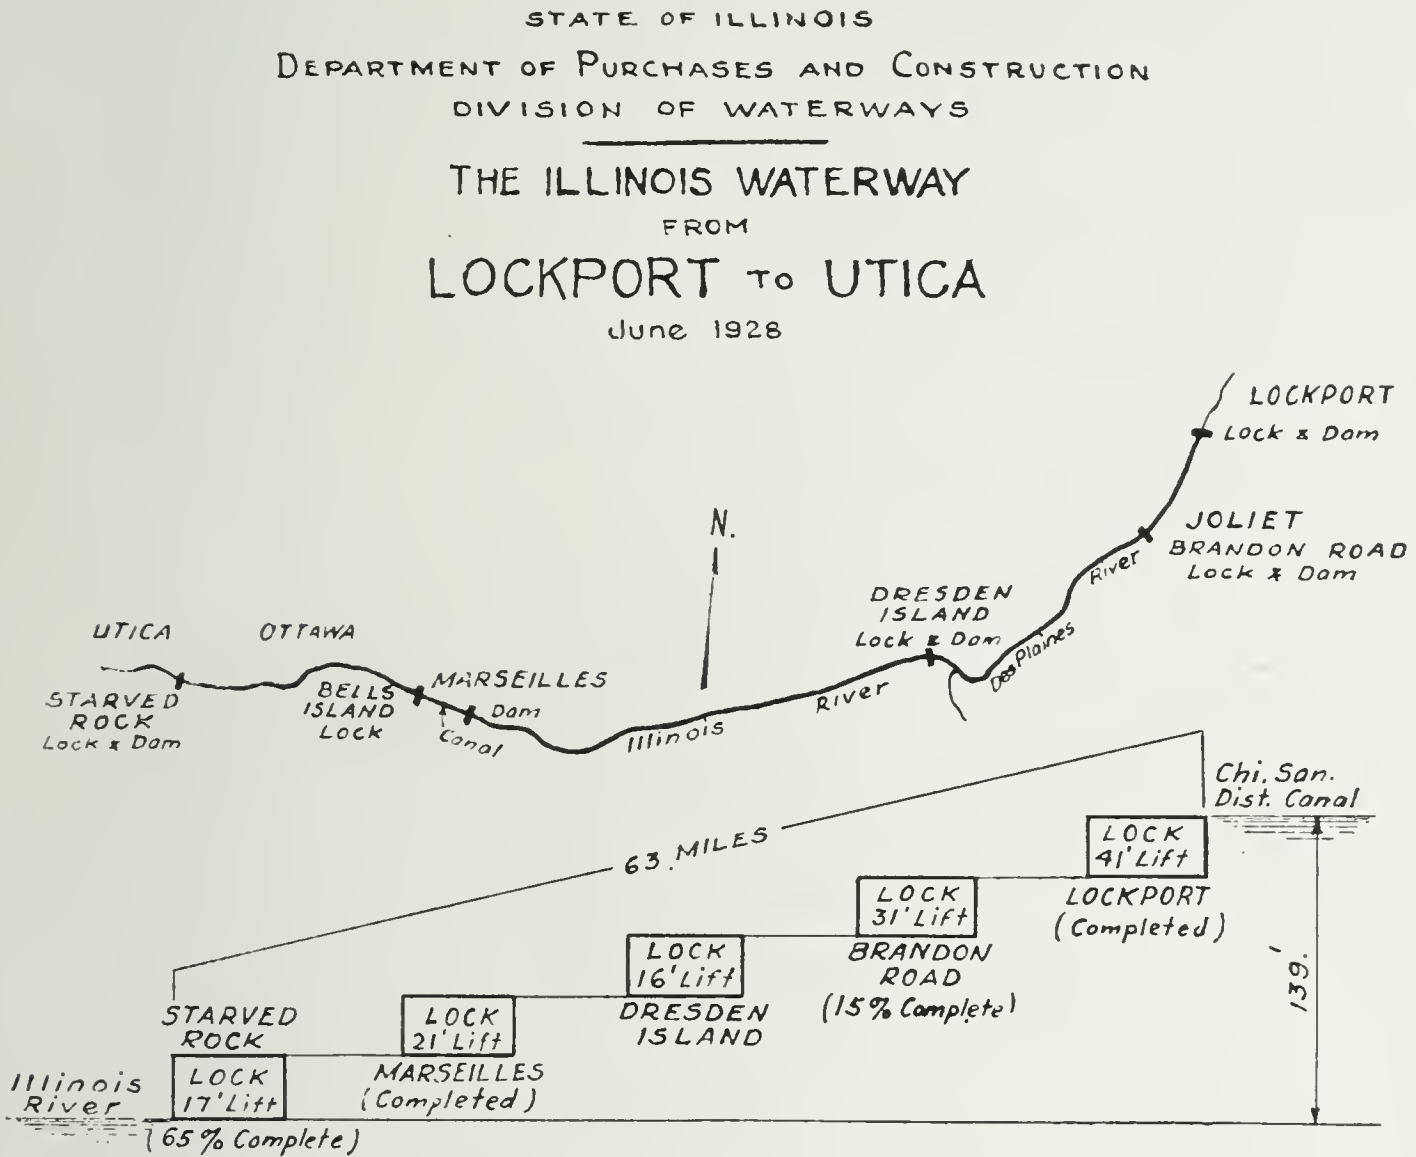 STATE OF ILLINOIS
DEPARTMENT OF PURCHASES AND CONSTRUCTION
DIVISION OF WATERWAYS
THE ILLINOIS WATERWAY
FROM
LOCKPORT TO UTICA
June 1928
LOCKPORT
Lock & Dam
N.
JOLIET
BRANDON ROAD
Lock & Dam
River
DRESDEN
ISLAND
Lock & Dam
Des Plaines
UTICA
OTTAWA
STARVED
ROCK
Lock & Dam
BELLS
ISLAND
LOCK
MARSEILLES
Dam
Canal
Illinois
River
63 MILES
Chi. San.
Dist. Canal
LOCK
41' Lift
LOCKPORT
(Completed)
LOCK
31' Lift
BRANDON
ROAD
(15% Complete)
LOCK
16' Lift
DRESDEN
ISLAND
LOCK
21' Lift
MARSEILLES
(Completed)
STARVED
ROCK
LOCK
17' Lift
(65% Complete)
Illinois
River
139.'